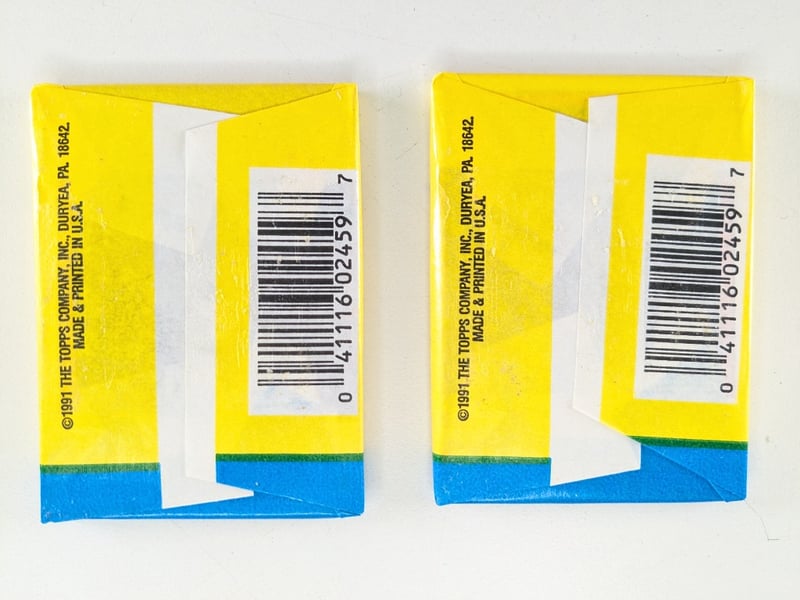 ©1991 THE TOPPS COMPANY, INC., DURYEA, PA. 18642.
MADE & PRINTED IN U.S.A.
0 41116 02459 7
©1991 THE TOPPS COMPANY, INC., DURYEA, PA. 18642.
MADE & PRINTED IN U.S.A.
0 41116 02459 7